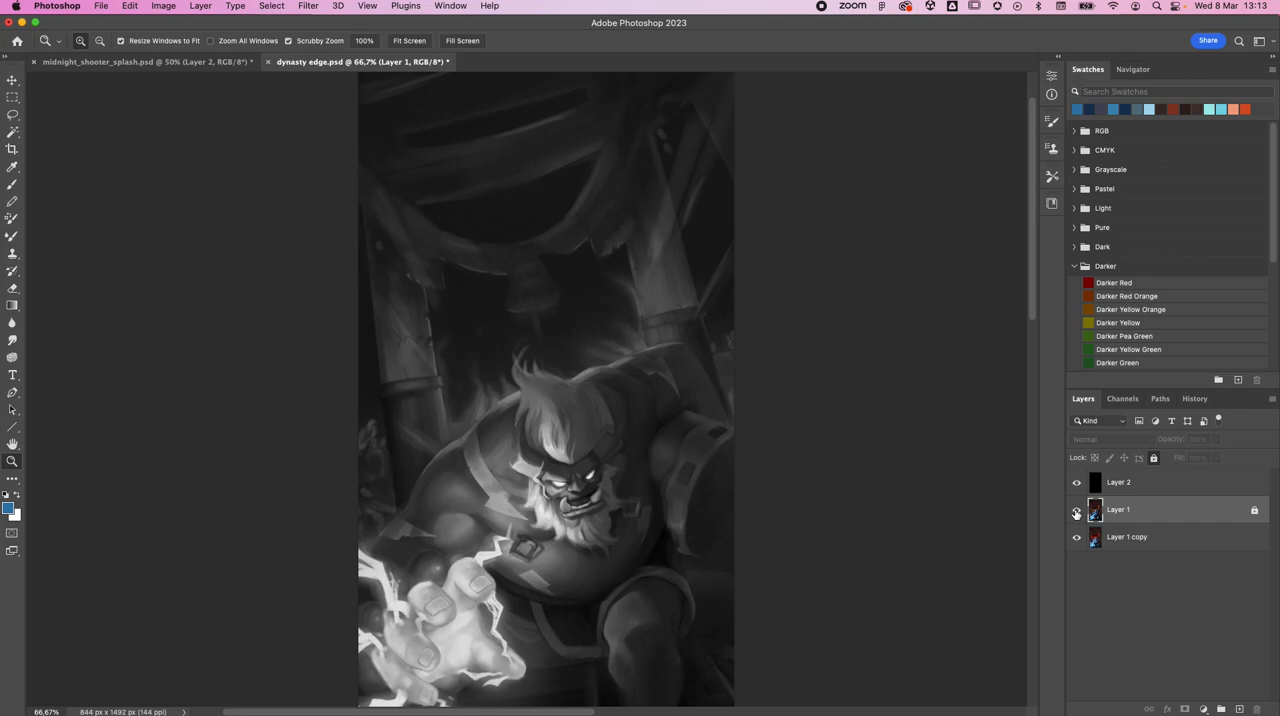 Photoshop File Edit Image Layer Type Select Filter 3D View Plugins Window Help zoom Wed 8 Mar 13:13
Adobe Photoshop 2023
Resize Windows to Fit Zoom All Windows Scrubby Zoom 100% Fit Screen Fill Screen Share
midnight_shooter_splash.psd @ 50% (Layer 2, RGB/8*) * dynasty edge.psd @ 66,7% (Layer 1, RGB/8*) *
Swatches Navigator
Search Swatches
RGB
CMYK
Grayscale
Pastel
Light
Pure
Dark
Darker
Darker Red
Darker Red Orange
Darker Yellow Orange
Darker Yellow
Darker Pea Green
Darker Yellow Green
Darker Green
Layers Channels Paths History
Kind
Normal Opacity: 100%
Lock: Fill: 100%
Layer 2
Layer 1
Layer 1 copy
66,67% 844 px x 1492 px (144 ppi)